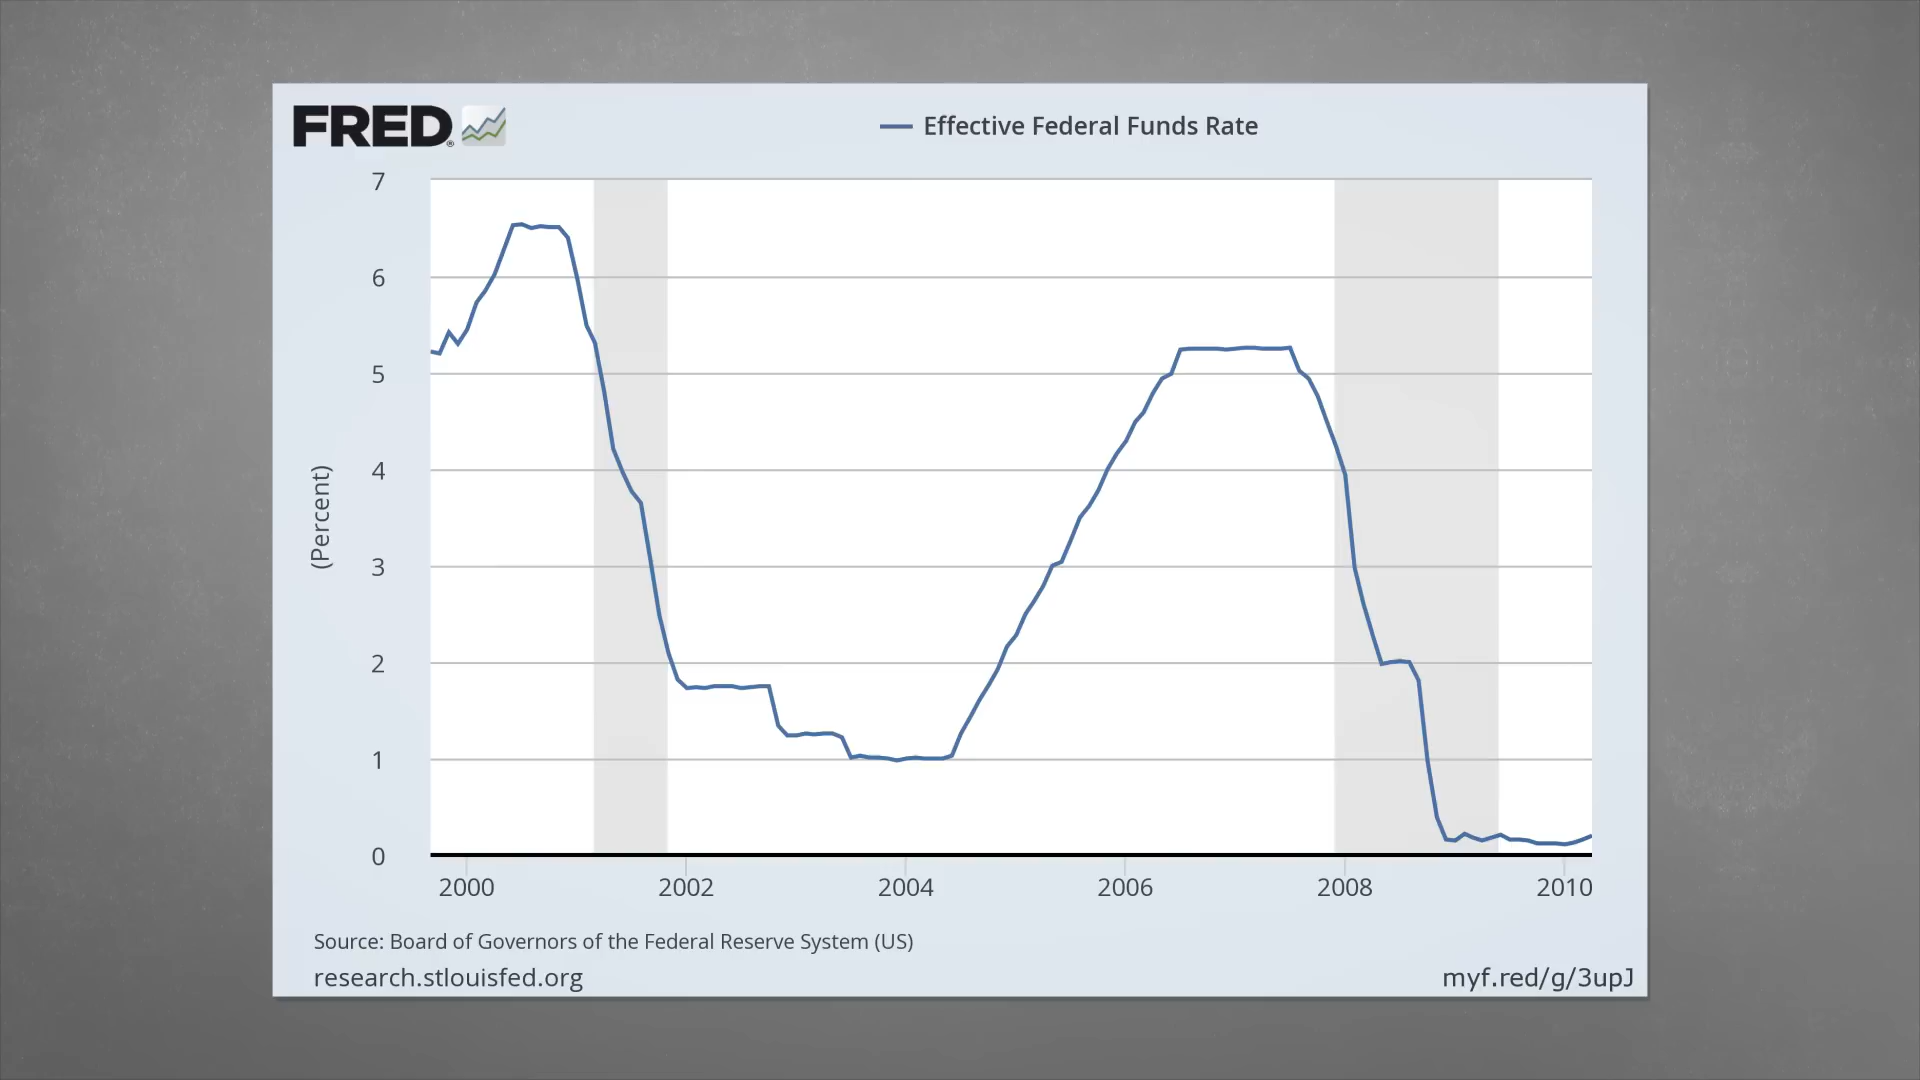 FRED®
Effective Federal Funds Rate
7
6
5
4
3
2
1
0
(Percent)
2000 2002 2004 2006 2008 2010
Source: Board of Governors of the Federal Reserve System (US)
research.stlouisfed.org
myf.red/g/3upJ